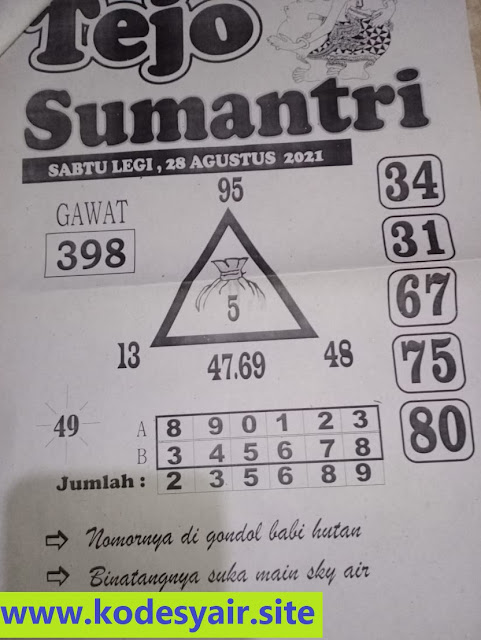 Tejo
Sumantri
SABTU LEGI, 28 AGUSTUS 2021
GAWAT
398
95
5
13
47.69
48
34
31
67
75
80
49
A 8 9 0 1 2 3
B 3 4 5 6 7 8
Jumlah : 2 3 5 6 8 9
Nomornya di gondol babi hutan
Binatangnya suka main sky air
www.kodesyair.site